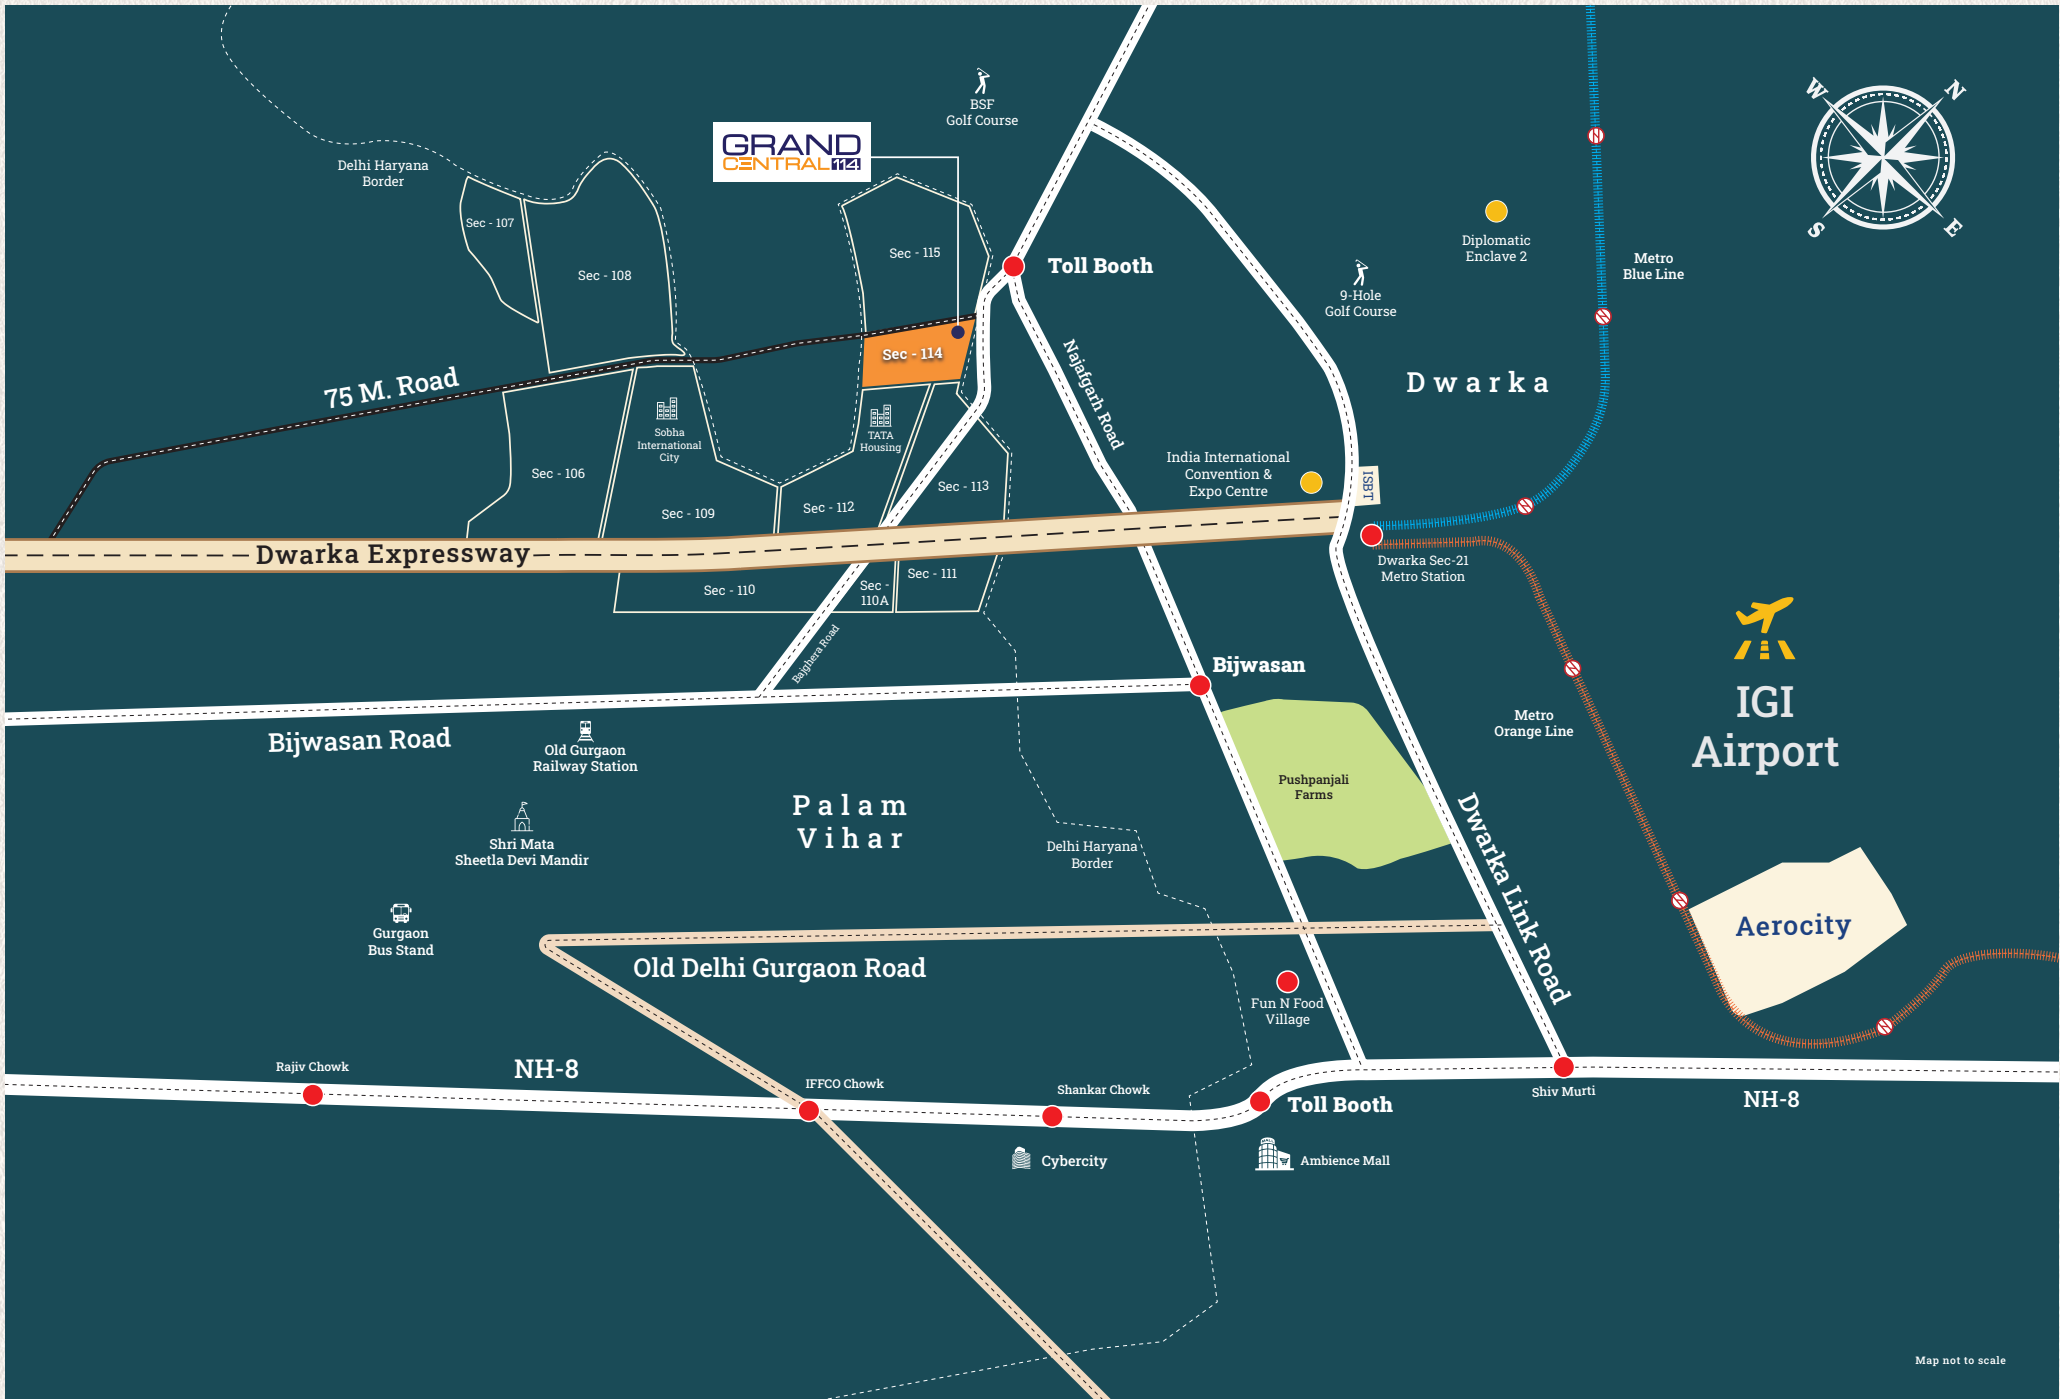 BSF
Golf Course
W
N
S
E
GRAND
CENTRAL 114
Delhi Haryana
Border
Sec - 107
Sec - 108
Sec - 115
Toll Booth
Diplomatic
Enclave 2
Metro
Blue Line
9-Hole
Golf Course
Sec - 114
75 M. Road
Najafgarh Road
Dwarka
Sobha
International
City
TATA
Housing
Sec - 106
Sec - 109
Sec - 112
Sec - 113
India International
Convention &
Expo Centre
ISBT
Dwarka Expressway
Dwarka Sec-21
Metro Station
Sec - 110
Sec -
110A
Sec - 111
Bajghera Road
Bijwasan
IGI
Airport
Metro
Orange Line
Bijwasan Road
Old Gurgaon
Railway Station
Pushpanjali
Farms
Palam
Vihar
Shri Mata
Sheetla Devi Mandir
Delhi Haryana
Border
Dwarka Link Road
Aerocity
Gurgaon
Bus Stand
Old Delhi Gurgaon Road
Fun N Food
Village
Rajiv Chowk
NH-8
IFFCO Chowk
Shankar Chowk
Toll Booth
Shiv Murti
NH-8
Cybercity
Ambience Mall
Map not to scale